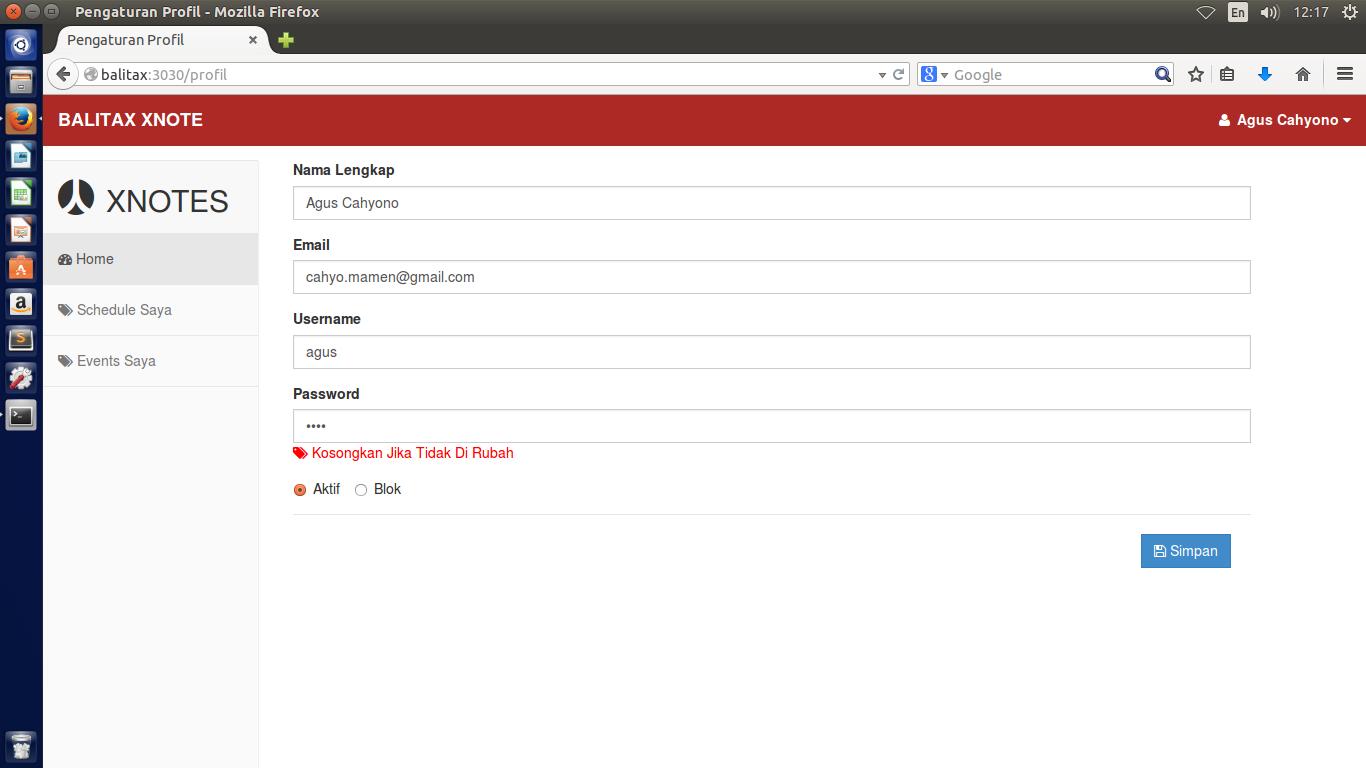 Pengaturan Profil - Mozilla Firefox
En
12:17
Pengaturan Profil
balitax:3030/profil
Google
BALITAX XNOTE
Agus Cahyono
XNOTES
Home
Schedule Saya
Events Saya
Nama Lengkap
Agus Cahyono
Email
cahyo.mamen@gmail.com
Username
agus
Password
••••
Kosongkan Jika Tidak Di Rubah
Aktif
Blok
Simpan